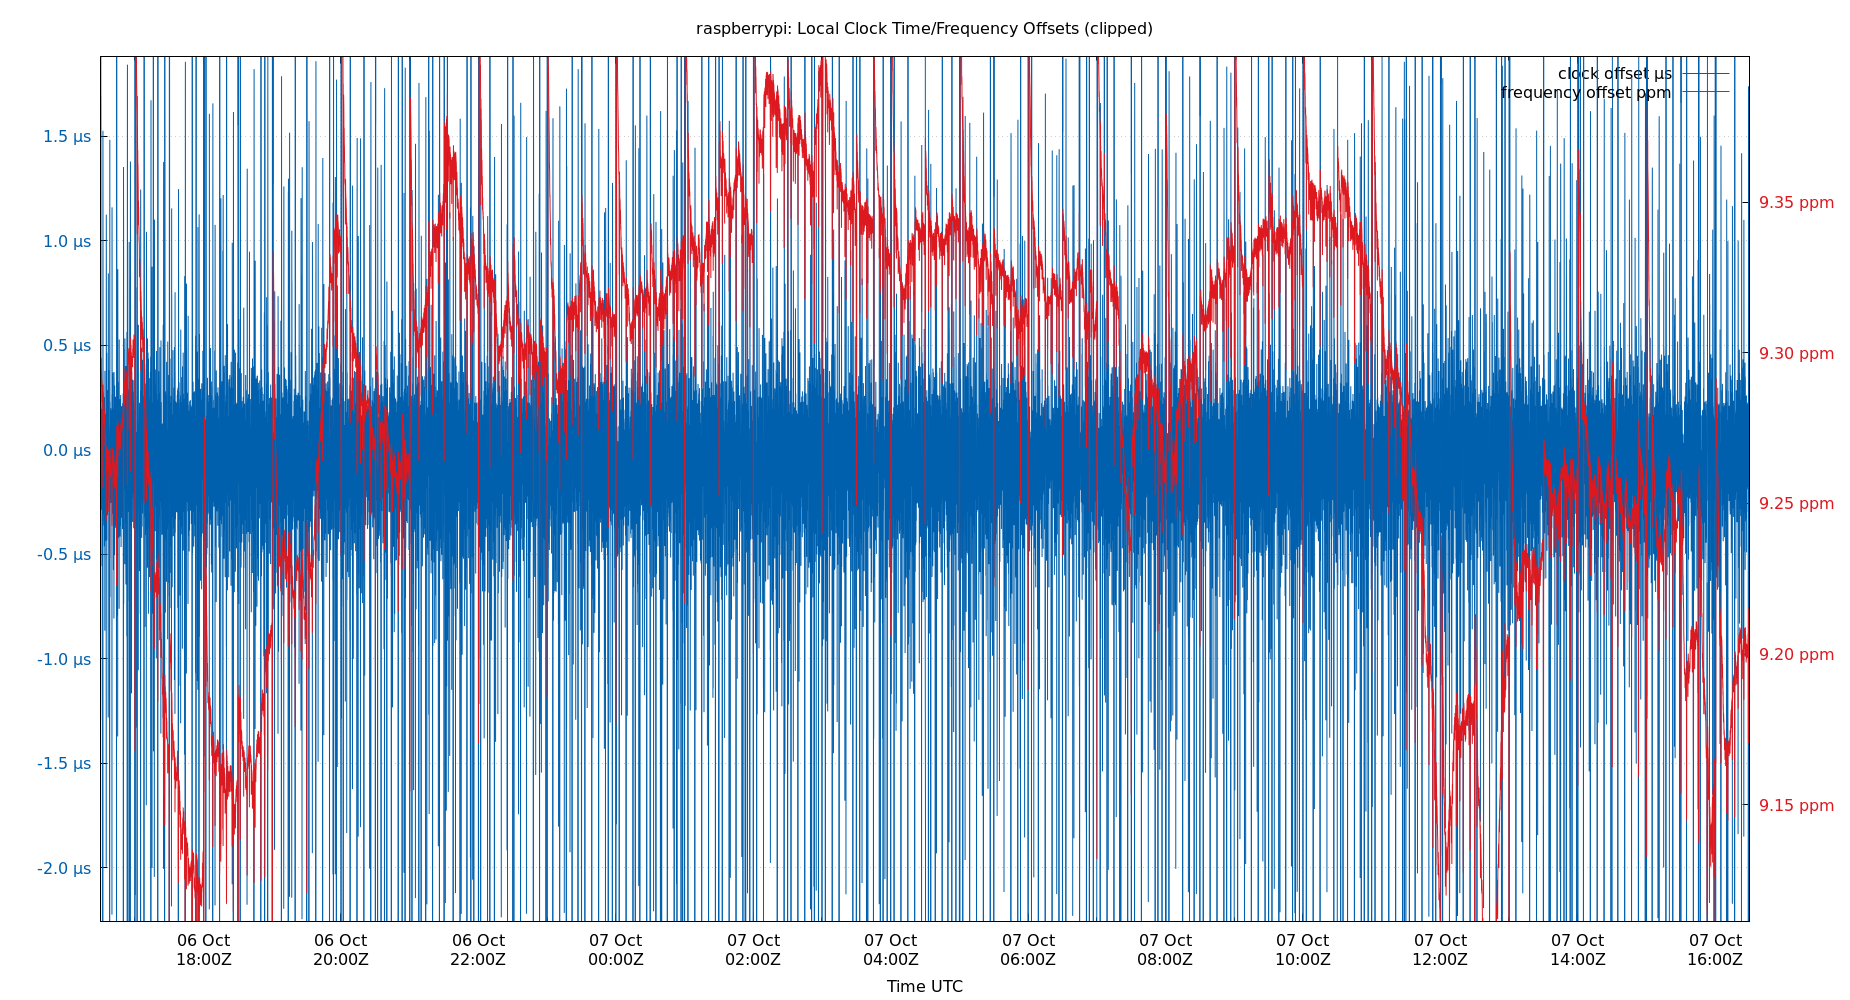 raspberrypi: Local Clock Time/Frequency Offsets (clipped)
clock offset µs
frequency offset ppm
1.5 µs
1.0 µs
0.5 µs
0.0 µs
-0.5 µs
-1.0 µs
-1.5 µs
-2.0 µs
9.35 ppm
9.30 ppm
9.25 ppm
9.20 ppm
9.15 ppm
06 Oct 06 Oct 06 Oct 07 Oct 07 Oct 07 Oct 07 Oct 07 Oct 07 Oct 07 Oct 07 Oct 07 Oct
18:00Z 20:00Z 22:00Z 00:00Z 02:00Z 04:00Z 06:00Z 08:00Z 10:00Z 12:00Z 14:00Z 16:00Z
Time UTC